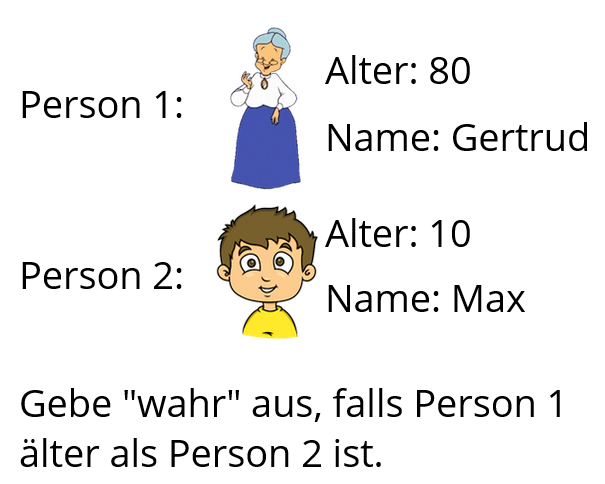 Person 1:
Alter: 80
Name: Gertrud
Person 2:
Alter: 10
Name: Max
Gebe "wahr" aus, falls Person 1
älter als Person 2 ist.